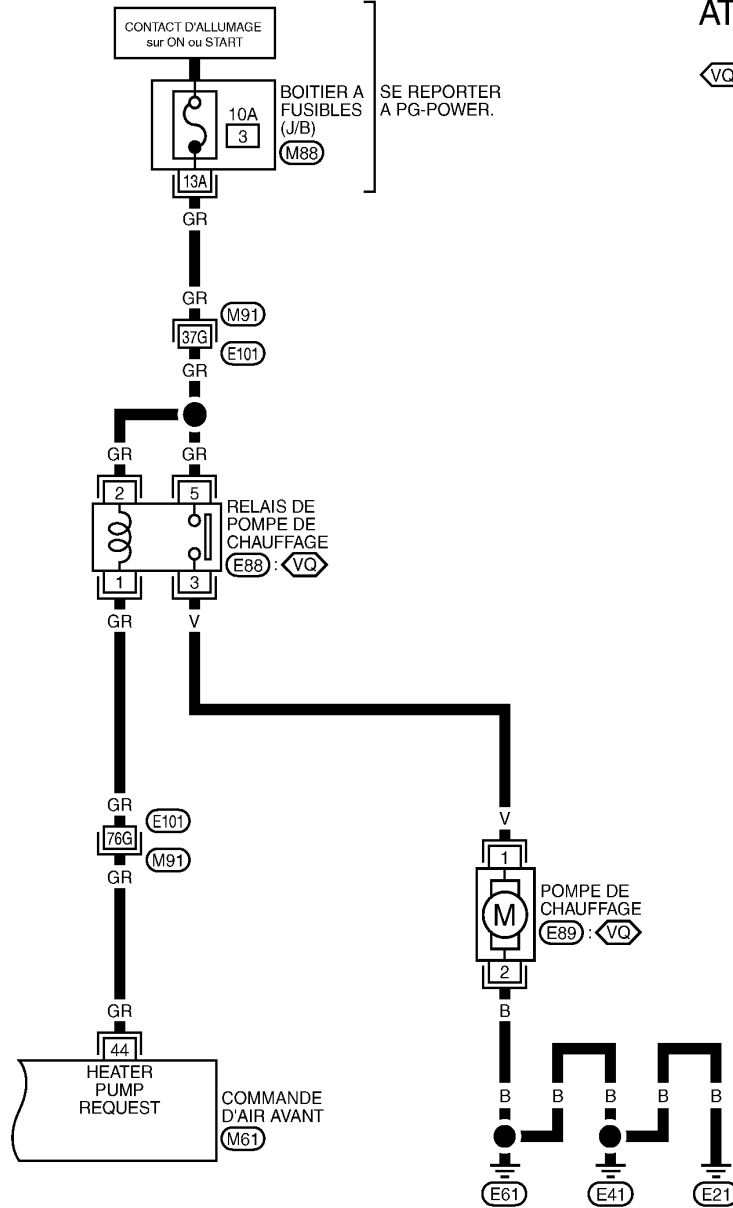 CONTACT D'ALLUMAGE
sur ON ou START
AT
VQ
BOITIER A
FUSIBLES
(J/B)
M88
SE REPORTER
A PG-POWER.
10A
3
13A
GR
GR
M91
37G
E101
GR
GR
GR
2
5
RELAIS DE
POMPE DE
CHAUFFAGE
E88 : VQ
1
3
GR
V
GR
E101
76G
M91
GR
V
1
M
POMPE DE
CHAUFFAGE
E89 : VQ
2
B
GR
44
HEATER
PUMP
REQUEST
COMMANDE
D'AIR AVANT
M61
B
B
B
B
B
E61
E41
E21